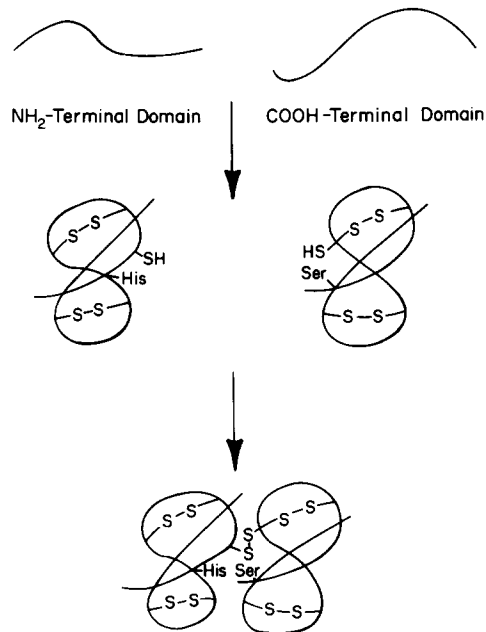 NH₂-Terminal Domain COOH-Terminal Domain
S-S S-S
SH HS
His Ser
S-S S-S
S-S S S-S
S
His Ser
S-S S-S